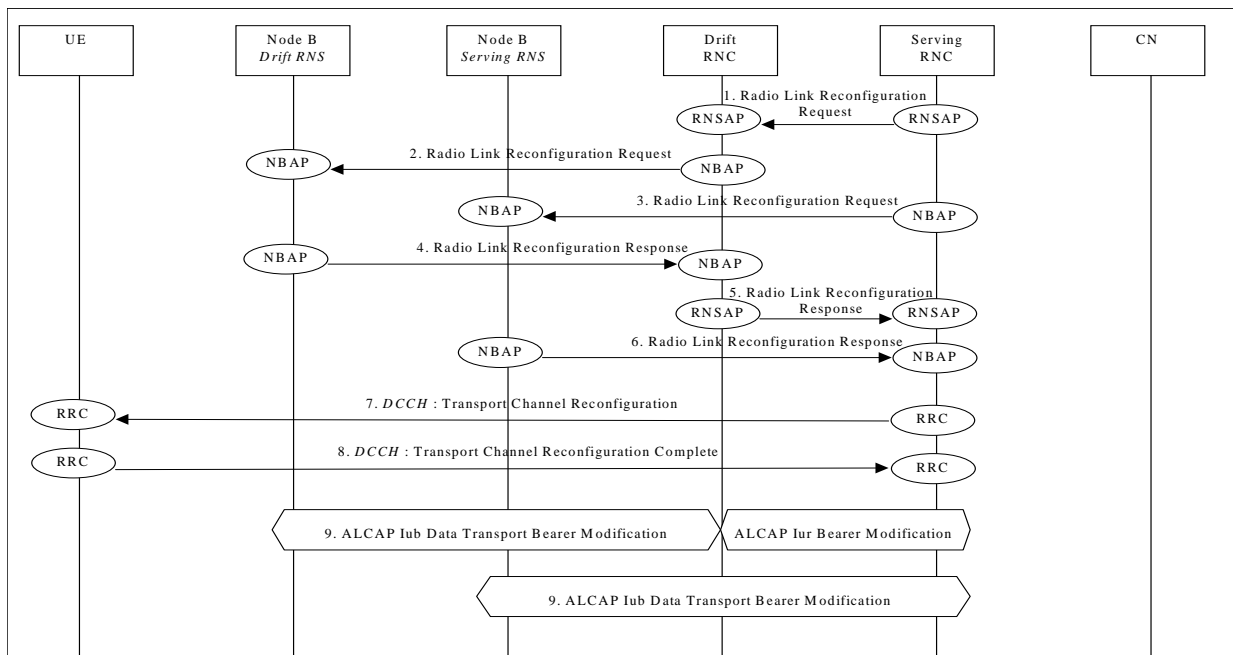 UE
Node B
Drift RNS
Node B
Serving RNS
Drift
RNC
Serving
RNC
CN
1. Radio Link Reconfiguration
Request
RNSAP
RNSAP
2. Radio Link Reconfiguration Request
NBAP
NBAP
3. Radio Link Reconfiguration Request
NBAP
NBAP
4. Radio Link Reconfiguration Response
NBAP
NBAP
5. Radio Link Reconfiguration
Response
RNSAP
RNSAP
6. Radio Link Reconfiguration Response
NBAP
NBAP
7. DCCH : Transport Channel Reconfiguration
RRC
RRC
8. DCCH : Transport Channel Reconfiguration Complete
RRC
RRC
9. ALCAP Iub Data Transport Bearer Modification
ALCAP Iur Bearer Modification
9. ALCAP Iub Data Transport Bearer Modification